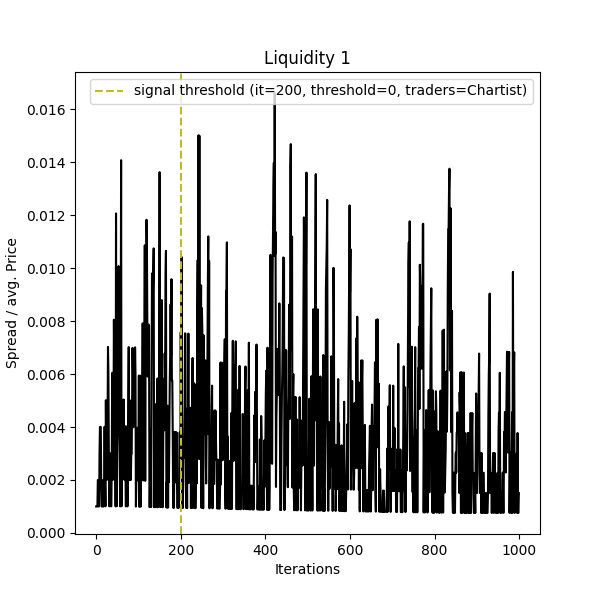 Liquidity 1
signal threshold (it=200, threshold=0, traders=Chartist)
Spread / avg. Price
0.016
0.014
0.012
0.010
0.008
0.006
0.004
0.002
0.000
0 200 400 600 800 1000
Iterations